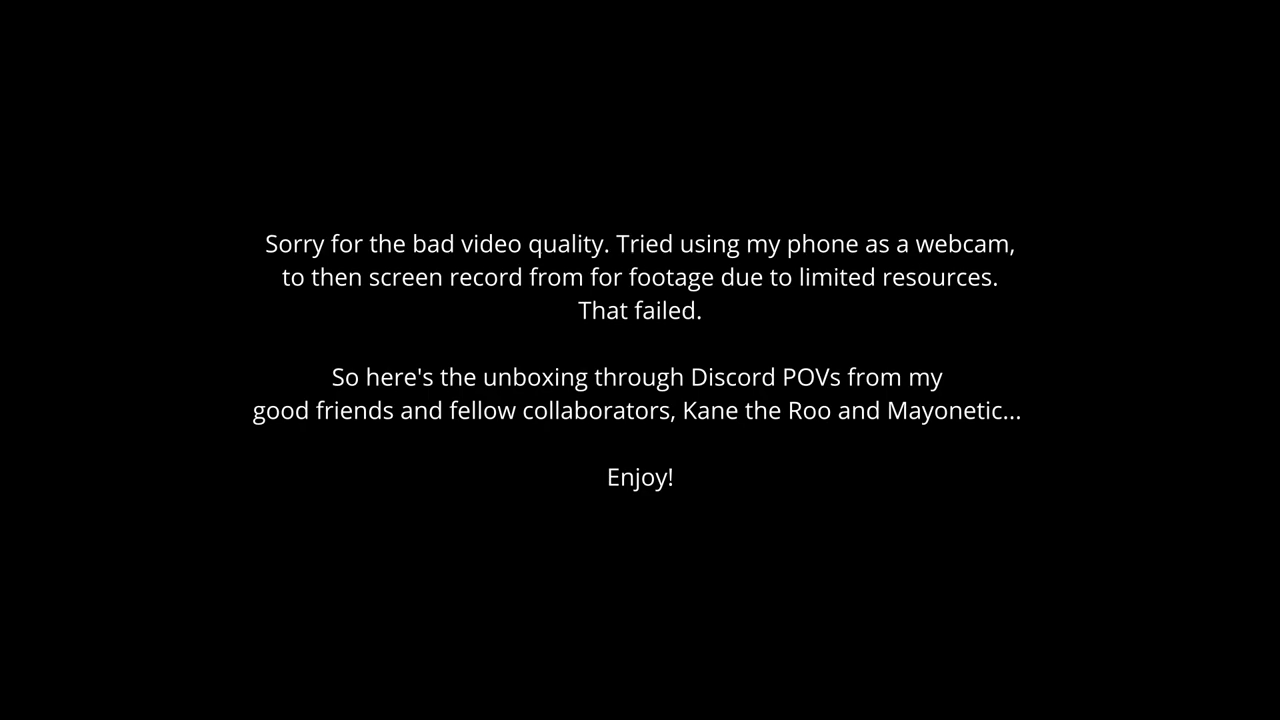 Sorry for the bad video quality. Tried using my phone as a webcam,
to then screen record from for footage due to limited resources.
That failed.
So here's the unboxing through Discord POVs from my
good friends and fellow collaborators, Kane the Roo and Mayonetic...
Enjoy!